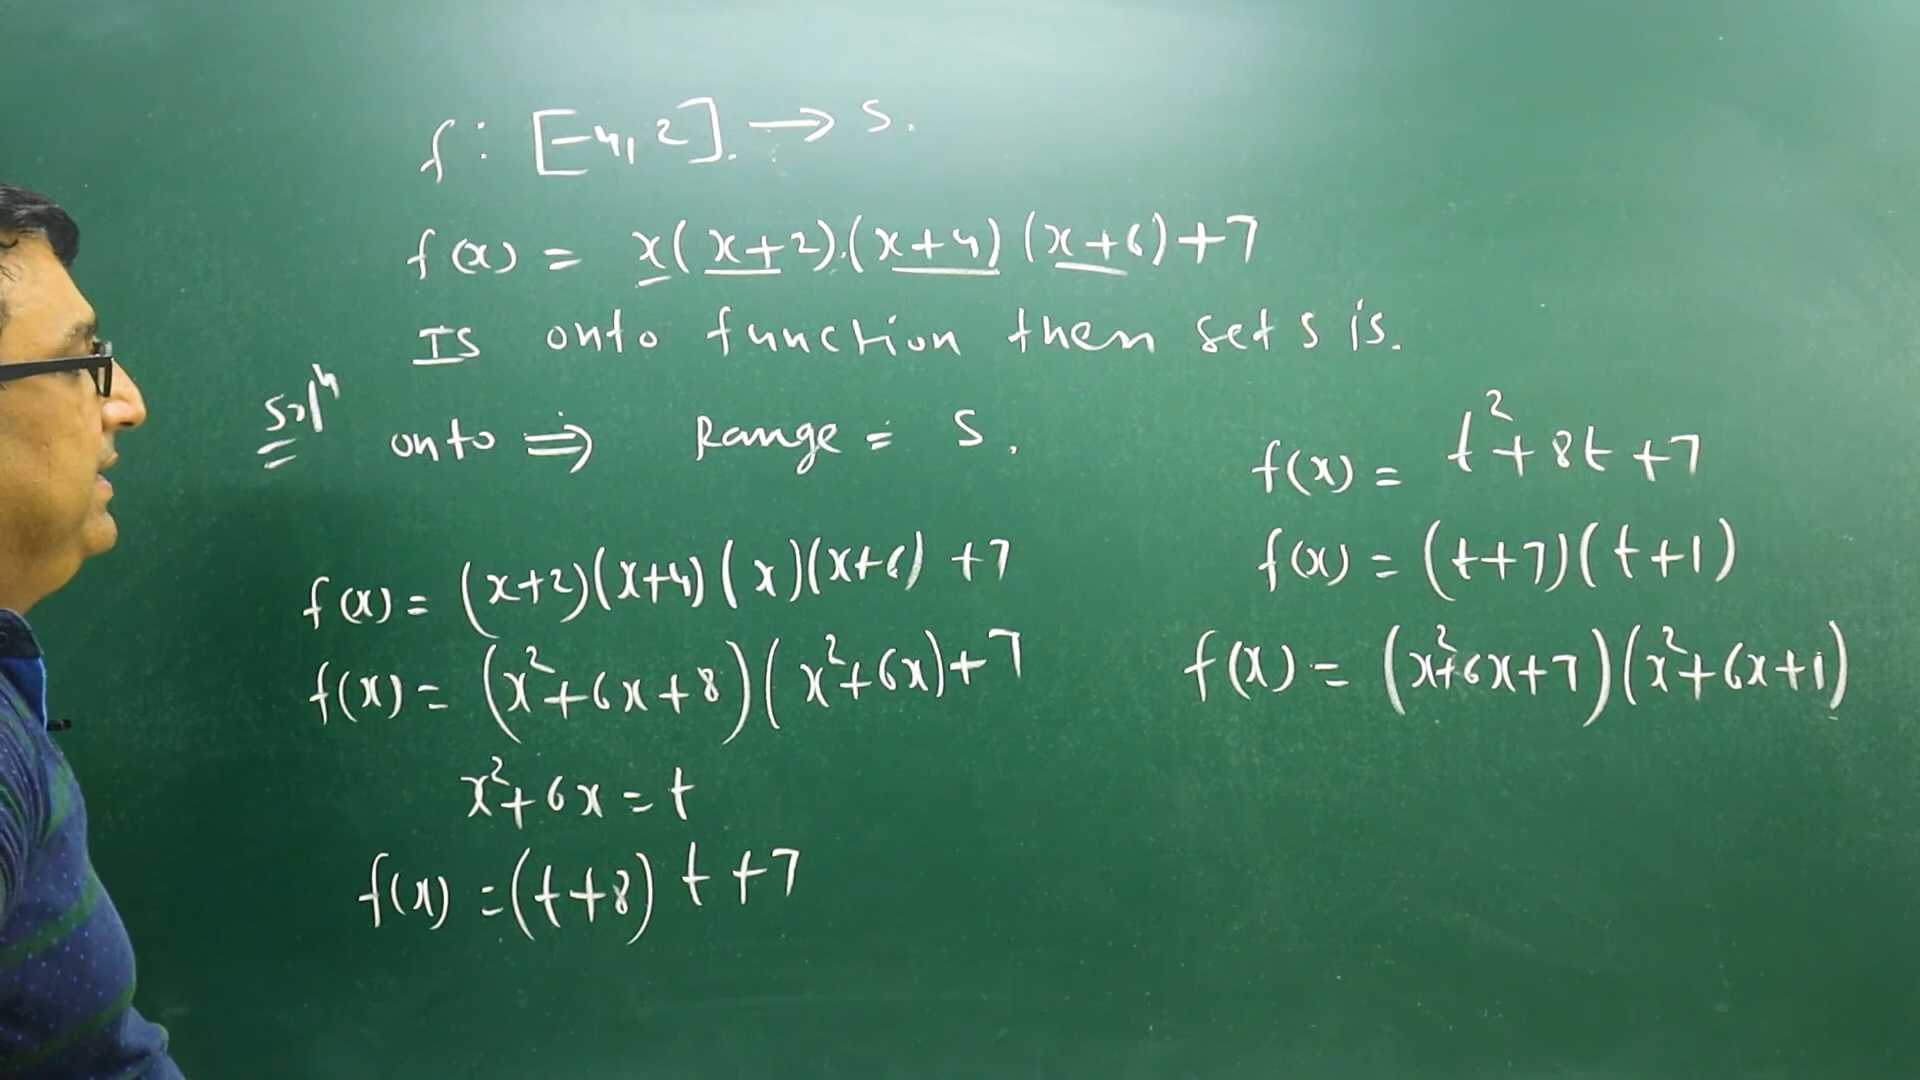 f : [-4, 2]. → S.
f(x) = x(x+2).(x+4)(x+6)+7
Is onto function then set S is.
Solⁿ
onto ⇒ Range = S.
f(x) = (x+2)(x+4)(x)(x+6) +7
f(x) = (x²+6x+8)(x²+6x)+7
x²+6x = t
f(x) = (t+8) t +7
f(x) = t²+8t+7
f(x) = (t+7)(t+1)
f(x) = (x²+6x+7)(x²+6x+1)